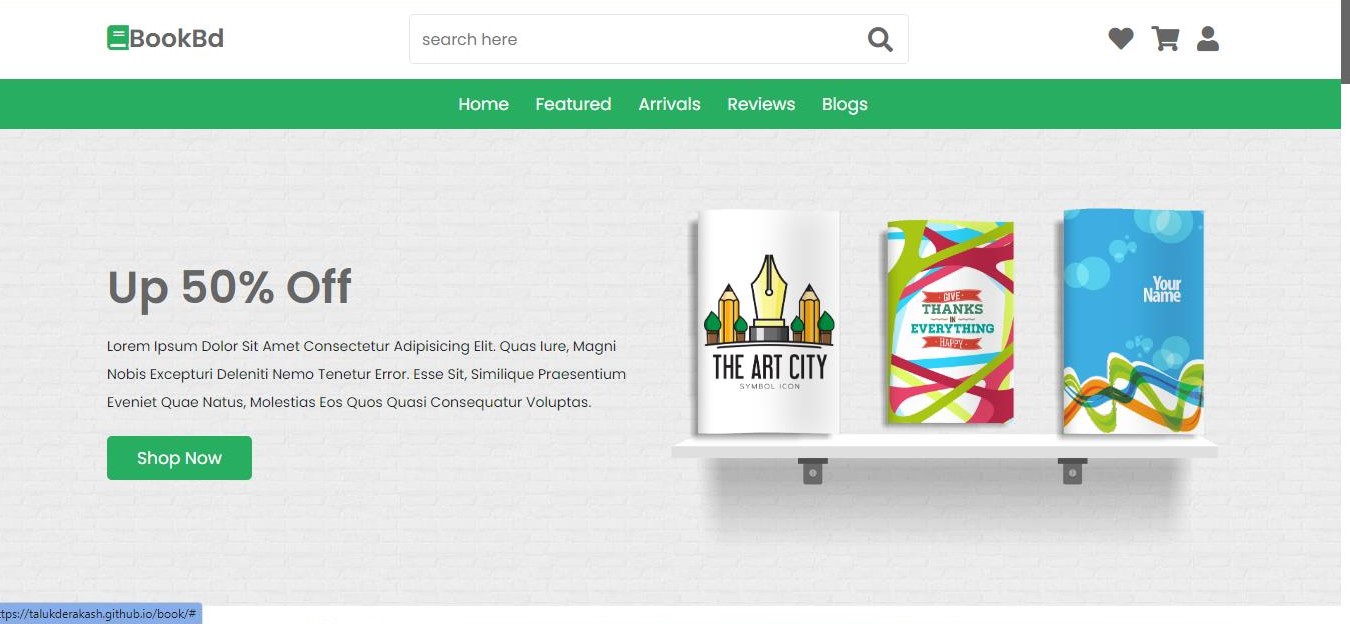 BookBd
search here
Home Featured Arrivals Reviews Blogs
Up 50% Off
Lorem Ipsum Dolor Sit Amet Consectetur Adipisicing Elit. Quas Iure, Magni
Nobis Excepturi Deleniti Nemo Tenetur Error. Esse Sit, Similique Praesentium
Eveniet Quae Natus, Molestias Eos Quos Quasi Consequatur Voluptas.
Shop Now
THE ART CITY
SYMBOL ICON
· GIVE ·
THANKS
IN
EVERYTHING
· HAPPY ·
Your
Name
ttps://talukderakash.github.io/book/#